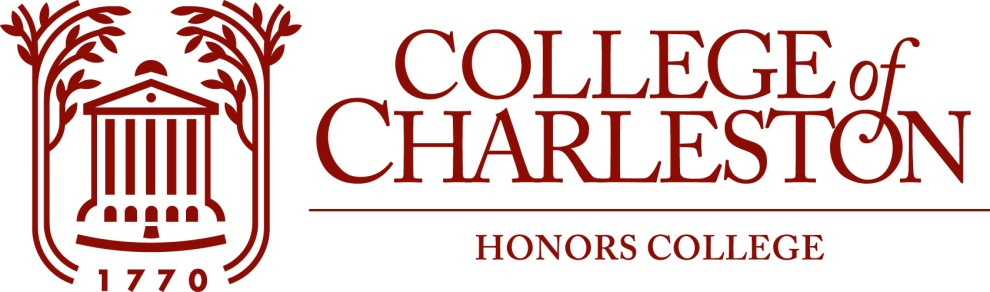 COLLEGE of
CHARLESTON
HONORS COLLEGE
1770